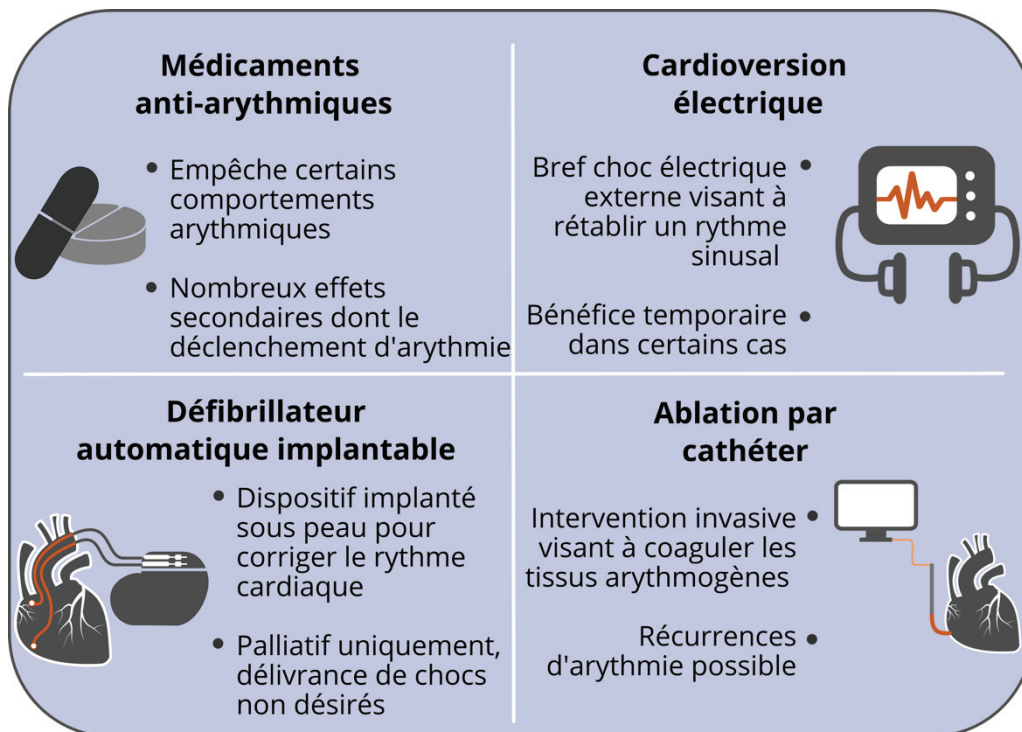 Médicaments
anti-arythmiques
Empêche certains
comportements
arythmiques
Nombreux effets
secondaires dont le
déclenchement d'arythmie
Cardioversion
électrique
Bref choc électrique
externe visant à
rétablir un rythme
sinusal
Bénéfice temporaire
dans certains cas
Défibrillateur
automatique implantable
Dispositif implanté
sous peau pour
corriger le rythme
cardiaque
Palliatif uniquement,
délivrance de chocs
non désirés
Ablation par
cathéter
Intervention invasive
visant à coaguler les
tissus arythmogènes
Récurrences
d'arythmie possible